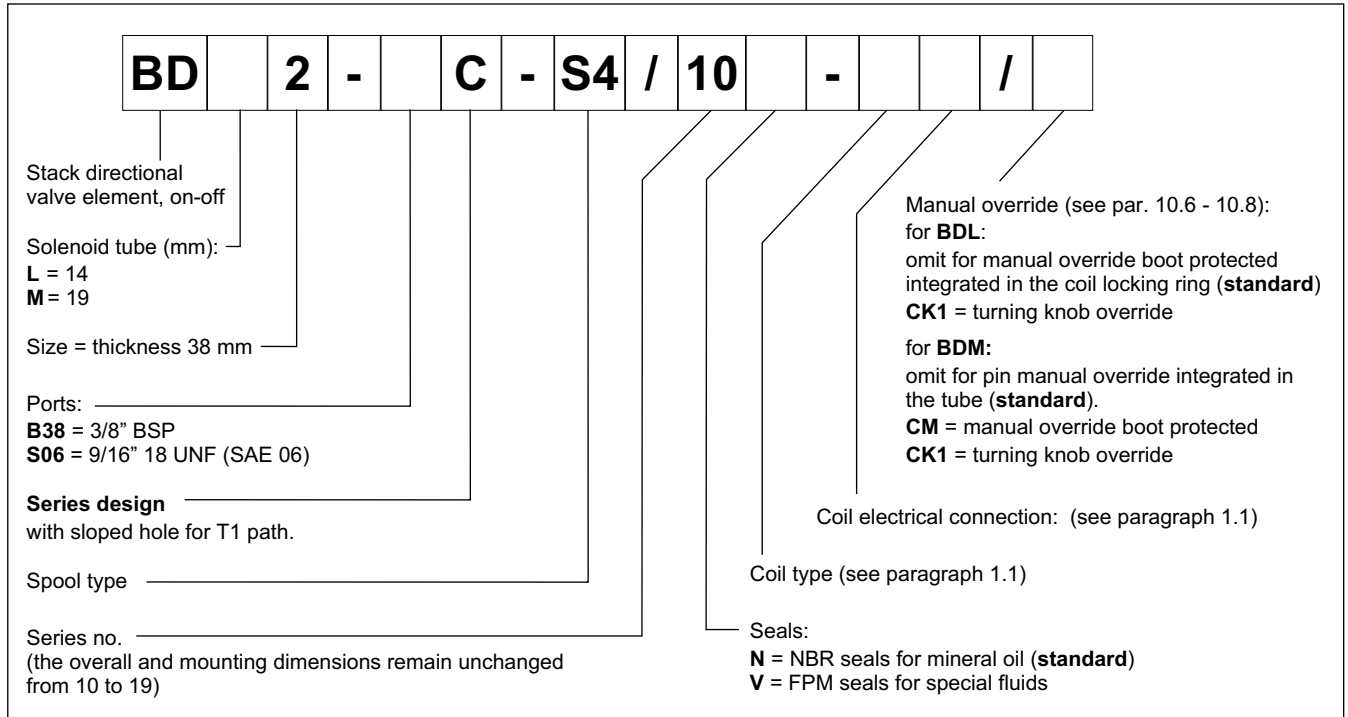 BD 2 - C - S4 / 10 - /
Stack directional
valve element, on-off
Solenoid tube (mm):
L = 14
M = 19
Size = thickness 38 mm
Ports:
B38 = 3/8” BSP
S06 = 9/16” 18 UNF (SAE 06)
Series design
with sloped hole for T1 path.
Spool type
Series no.
(the overall and mounting dimensions remain unchanged
from 10 to 19)
Manual override (see par. 10.6 - 10.8):
for BDL:
omit for manual override boot protected
integrated in the coil locking ring (standard)
CK1 = turning knob override
for BDM:
omit for pin manual override integrated in
the tube (standard).
CM = manual override boot protected
CK1 = turning knob override
Coil electrical connection: (see paragraph 1.1)
Coil type (see paragraph 1.1)
Seals:
N = NBR seals for mineral oil (standard)
V = FPM seals for special fluids